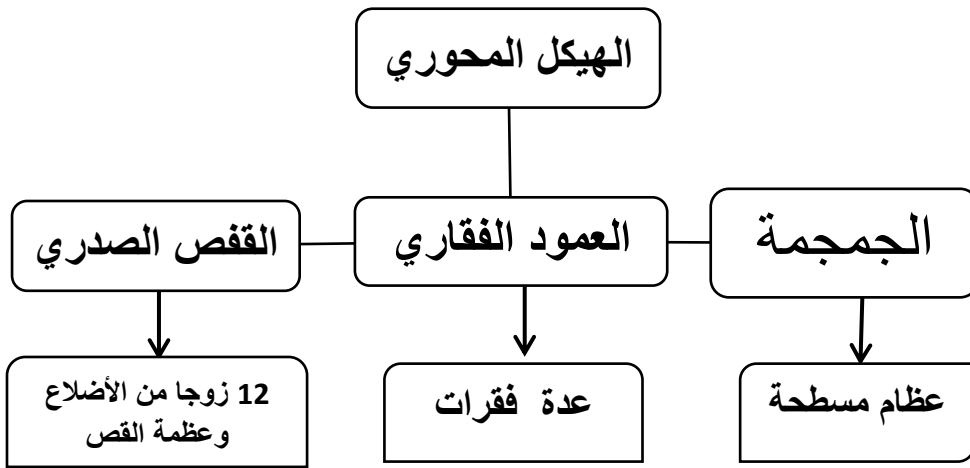 الهيكل المحوري
الجمجمة
العمود الفقاري
القفص الصدري
عظام مسطحة
عدة فقرات
12 زوجا من الأضلاع
وعظمة القص